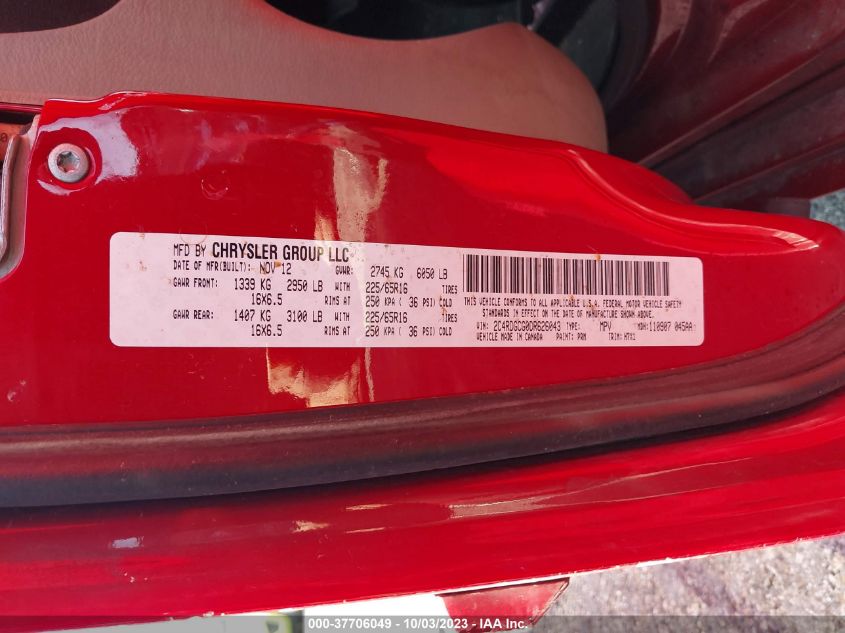 MFD BY CHRYSLER GROUP LLC
DATE OF MFR(BUILT): NOV 12 GVWR: 2745 KG 6050 LB
GAWR FRONT: 1339 KG 2950 LB WITH 225/65R16 TIRES
16X6.5 RIMS AT 250 KPA ( 36 PSI) COLD
GAWR REAR: 1407 KG 3100 LB WITH 225/65R16 TIRES
16X6.5 RIMS AT 250 KPA ( 36 PSI) COLD
THIS VEHICLE CONFORMS TO ALL APPLICABLE U.S.A. FEDERAL MOTOR VEHICLE SAFETY
STANDARDS IN EFFECT ON THE DATE OF MANUFACTURE SHOWN ABOVE.
VIN: 2C4RDGCG0DR628043 TYPE: MPV MDH: 110907 045AA
VEHICLE MADE IN CANADA PAINT: PRM TRIM: HTX1
000-37706049 - 10/03/2023 - IAA Inc.